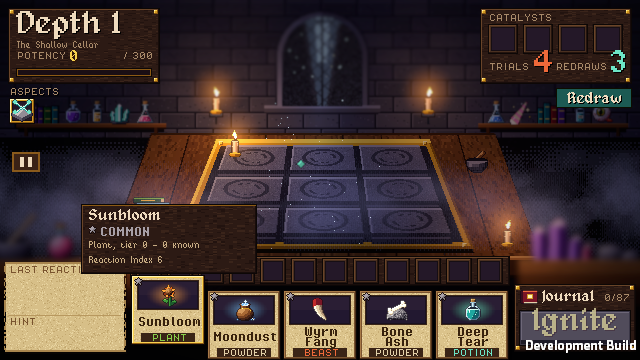 Depth 1
The Shallow Cellar
POTENCY 0 / 300
ASPECTS
CATALYSTS
TRIALS 4 REDRAWS 3
Redraw
Sunbloom
COMMON
Plant, tier 0 - 0 known
Reaction Index 6
LAST REACTI
HINT
Sunbloom
PLANT
Moondust
POWDER
Wyrm
Fang
BEAST
Bone
Ash
POWDER
Deep
Tear
POTION
Journal 0/87
Ignite
Development Build